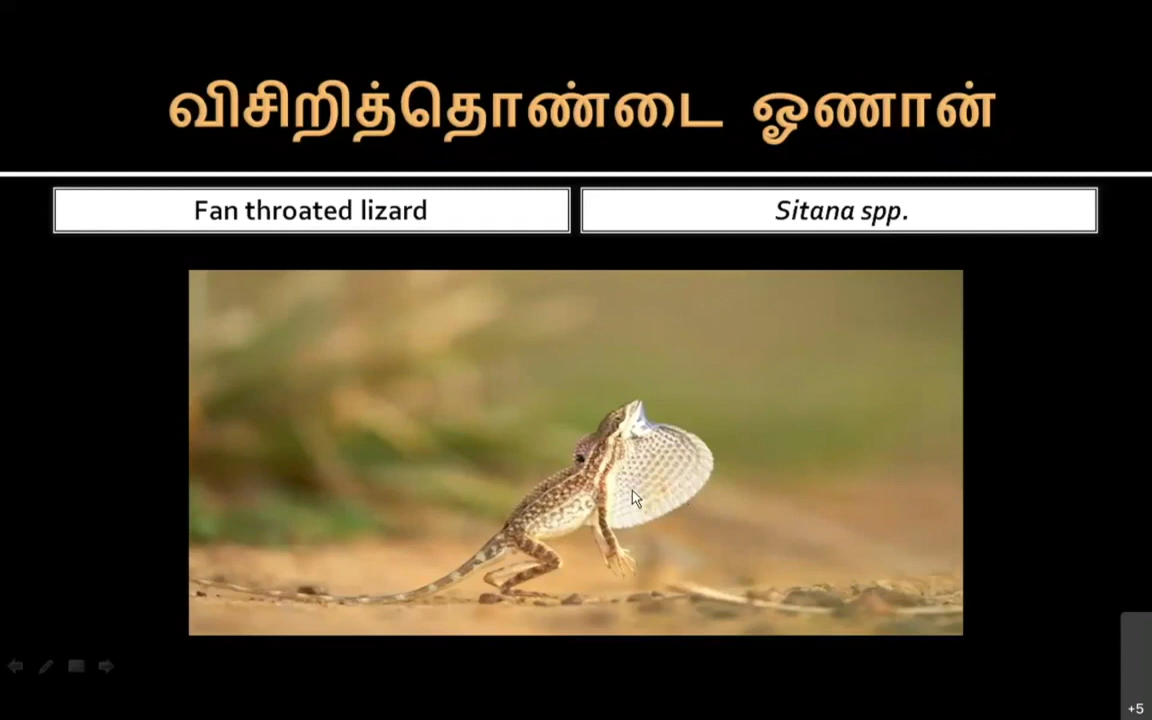 விசிறித்தொண்டை ஓணான்
Fan throated lizard
Sitana spp.
+5